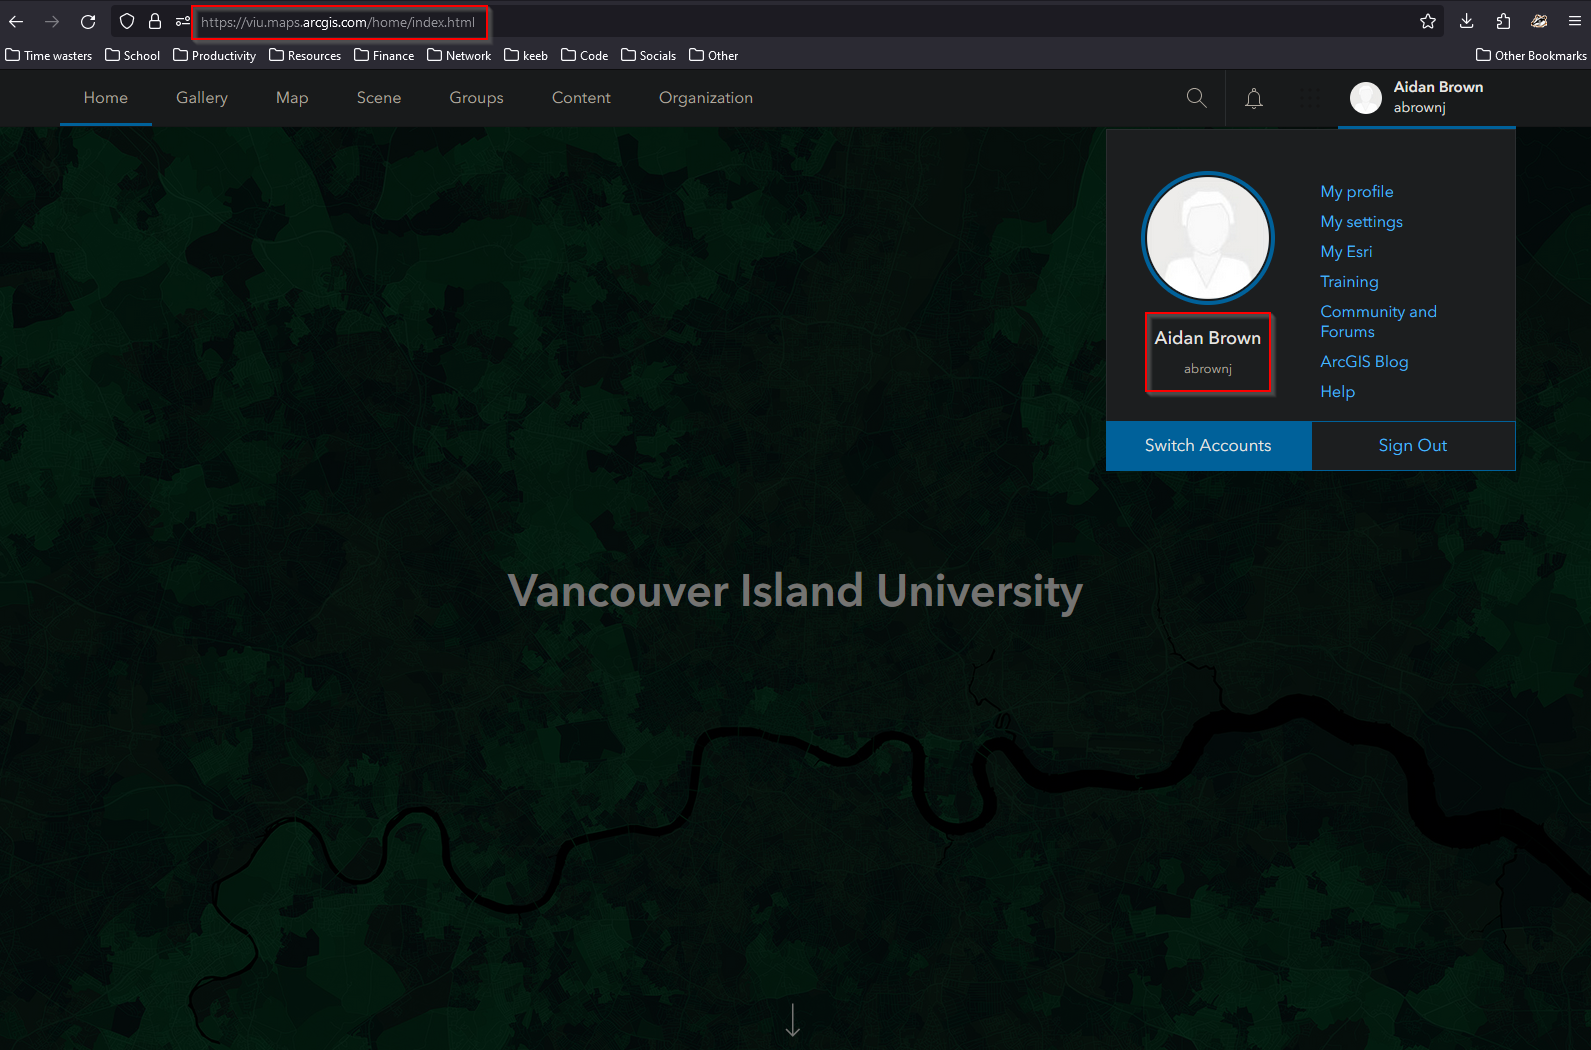 https://viu.maps.arcgis.com/home/index.html
Time wasters School Productivity Resources Finance Network keeb Code Socials Other Other Bookmarks
Home Gallery Map Scene Groups Content Organization
Aidan Brown
abrownj
My profile
My settings
My Esri
Training
Community and
Forums
ArcGIS Blog
Help
Aidan Brown
abrownj
Switch Accounts Sign Out
Vancouver Island University